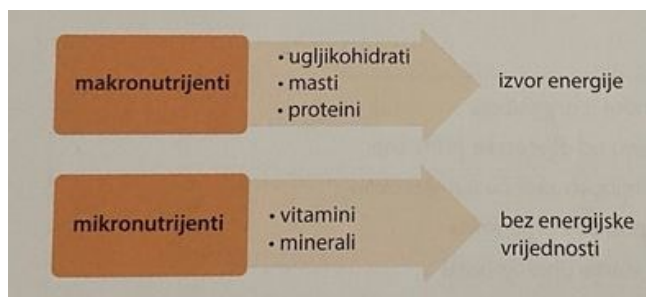 makronutrijenti
• ugljikohidrati
• masti
• proteini
izvor energije
mikronutrijenti
• vitamini
• minerali
bez energijske
vrijednosti